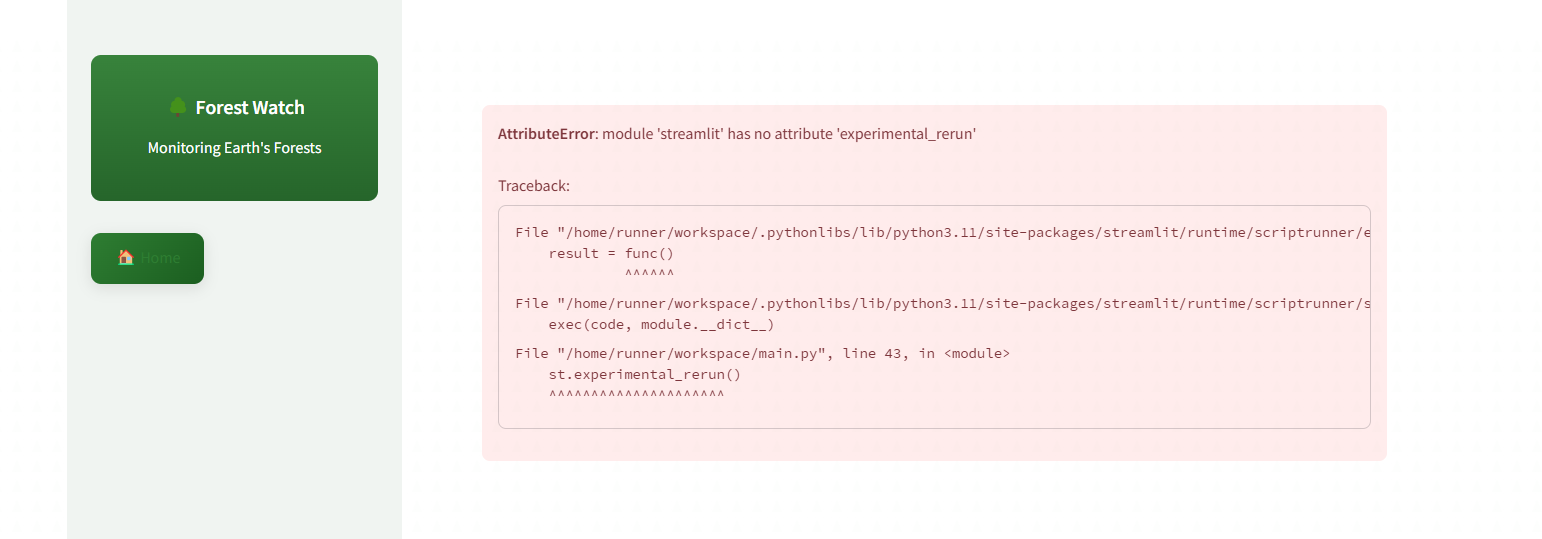 🌳 Forest Watch
Monitoring Earth's Forests
🏠 Home
AttributeError: module 'streamlit' has no attribute 'experimental_rerun'
Traceback:
File "/home/runner/workspace/.pythonlibs/lib/python3.11/site-packages/streamlit/runtime/scriptrunner/e
result = func()
^^^^^^
File "/home/runner/workspace/.pythonlibs/lib/python3.11/site-packages/streamlit/runtime/scriptrunner/s
exec(code, module.__dict__)
File "/home/runner/workspace/main.py", line 43, in <module>
st.experimental_rerun()
^^^^^^^^^^^^^^^^^^^^^